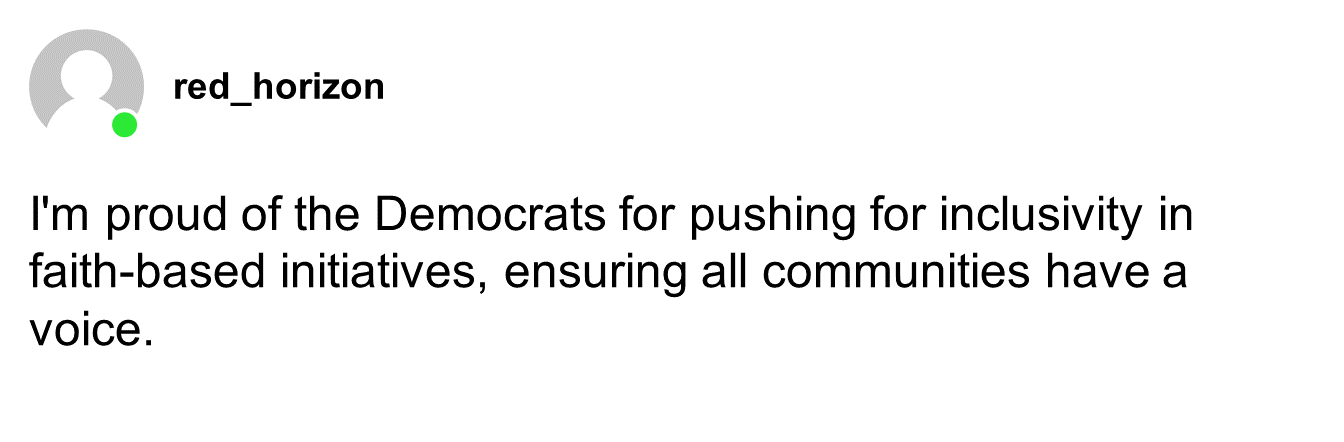 red_horizon
I'm proud of the Democrats for pushing for inclusivity in
faith-based initiatives, ensuring all communities have a
voice.